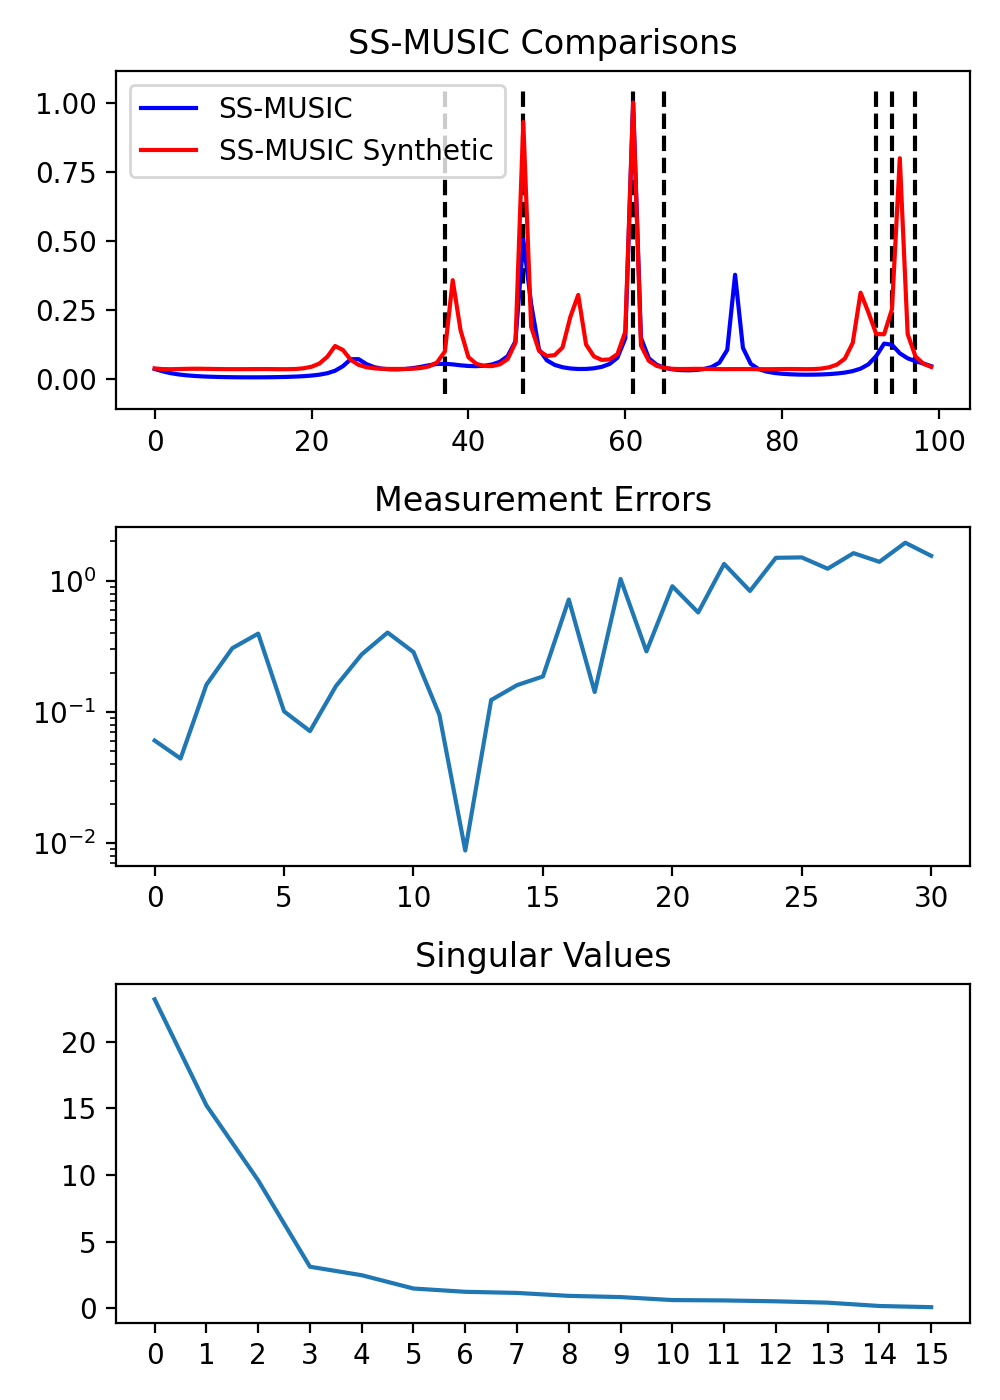 SS-MUSIC Comparisons
1.00
0.75
0.50
0.25
0.00
SS-MUSIC
SS-MUSIC Synthetic
0 20 40 60 80 100
Measurement Errors
10⁰
10⁻¹
10⁻²
0 5 10 15 20 25 30
Singular Values
20
15
10
5
0
0 1 2 3 4 5 6 7 8 9 10 11 12 13 14 15